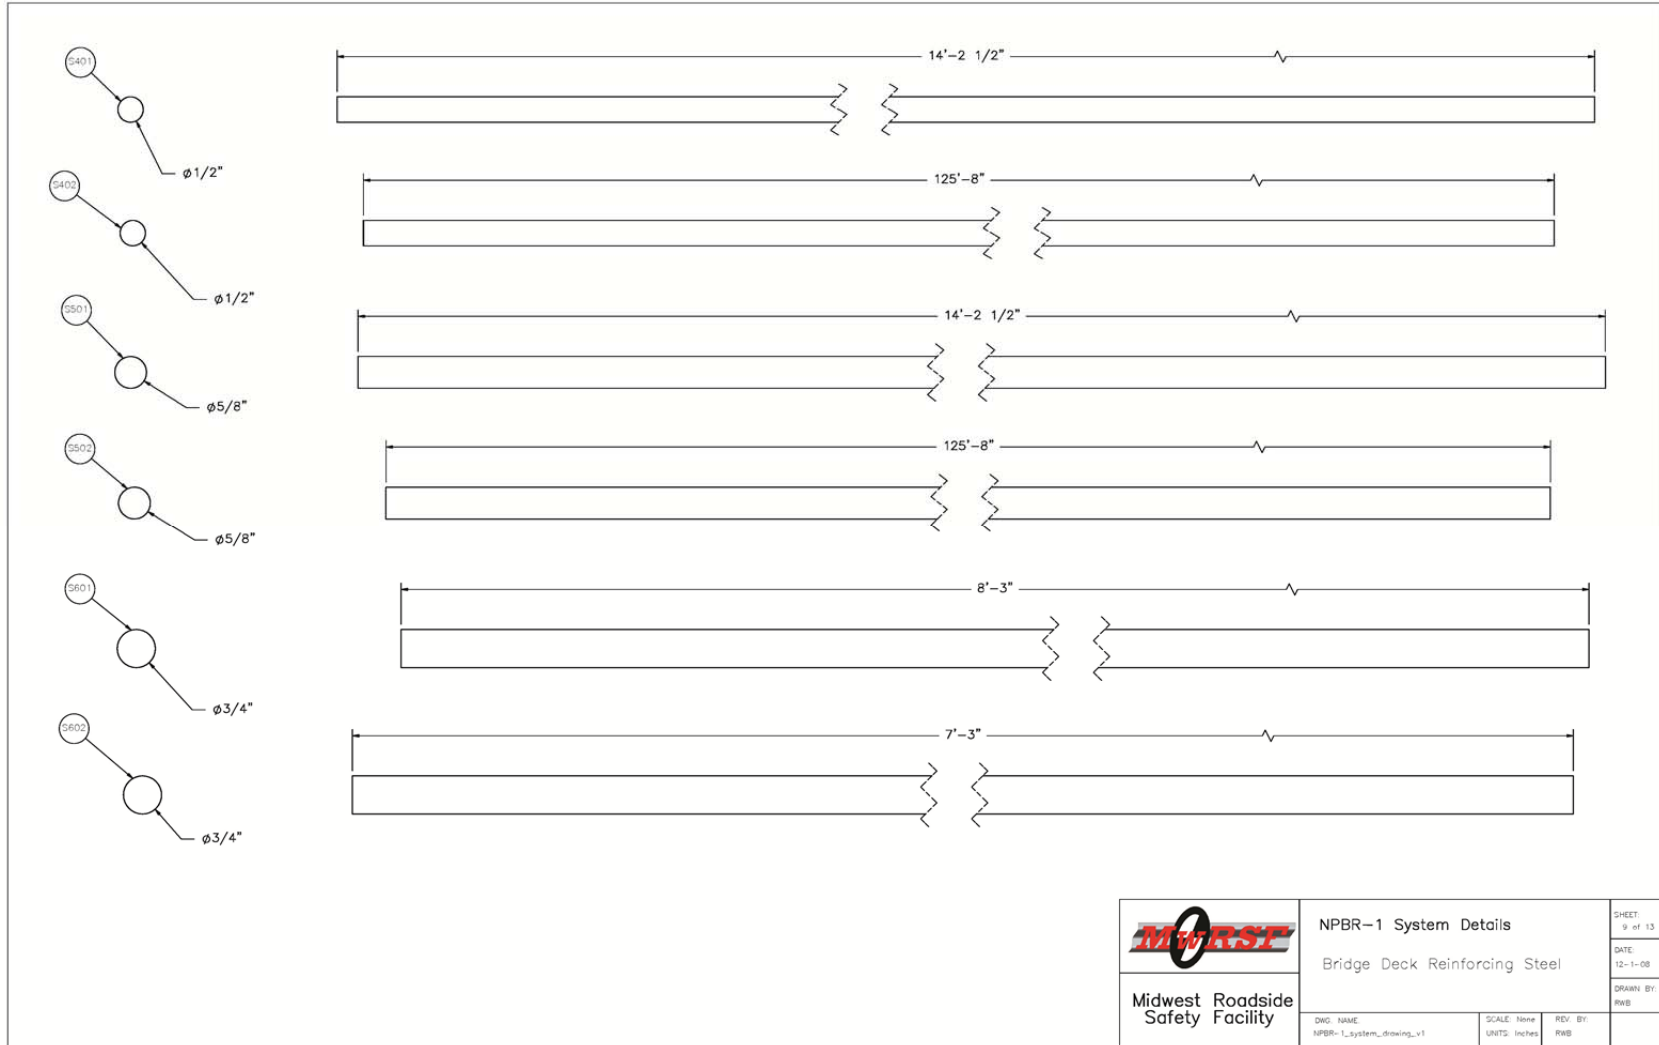 S401
14'-2 1/2"
ø1/2"
S402
125'-8"
ø1/2"
S501
14'-2 1/2"
ø5/8"
S502
125'-8"
ø5/8"
S601
8'-3"
ø3/4"
S602
7'-3"
ø3/4"
MWRSF
Midwest Roadside
Safety Facility
NPBR-1 System Details
Bridge Deck Reinforcing Steel
SHEET:
9 of 13
DATE:
12-1-08
DRAWN BY:
RWB
DWG. NAME
NPBR-1_system_drawing_v1
SCALE: None
UNITS: Inches
REV. BY:
RWB